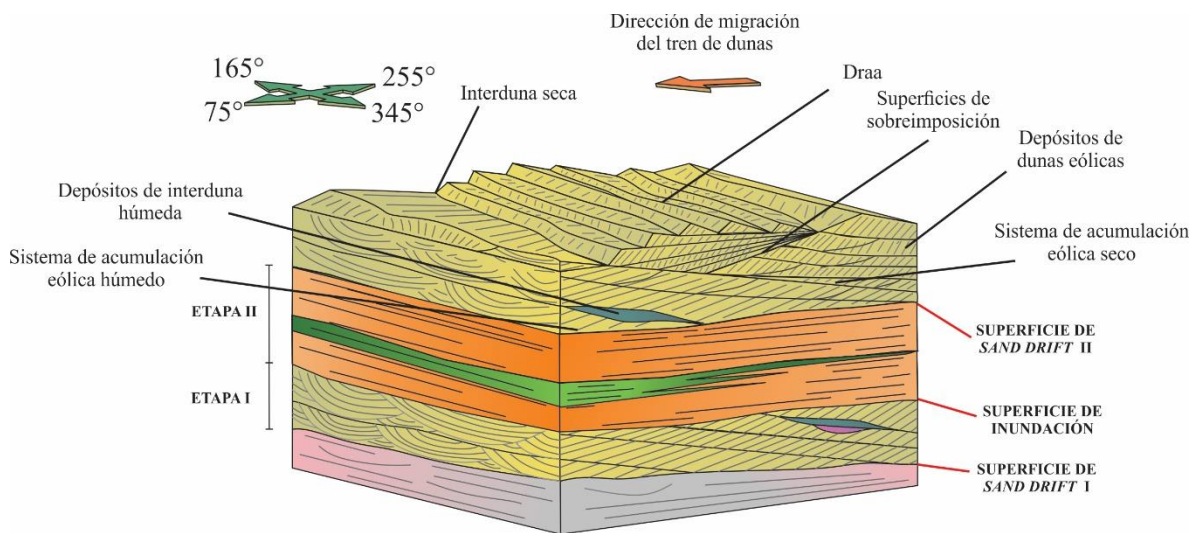 Dirección de migración
del tren de dunas
165°
255°
75°
345°
Interduna seca
Draa
Superficies de
sobreimposición
Depósitos de
dunas eólicas
Depósitos de interduna
húmeda
Sistema de acumulación
eólica húmedo
Sistema de acumulación
eólica seco
ETAPA II
ETAPA I
SUPERFICIE DE
SAND DRIFT II
SUPERFICIE DE
INUNDACIÓN
SUPERFICIE DE
SAND DRIFT I